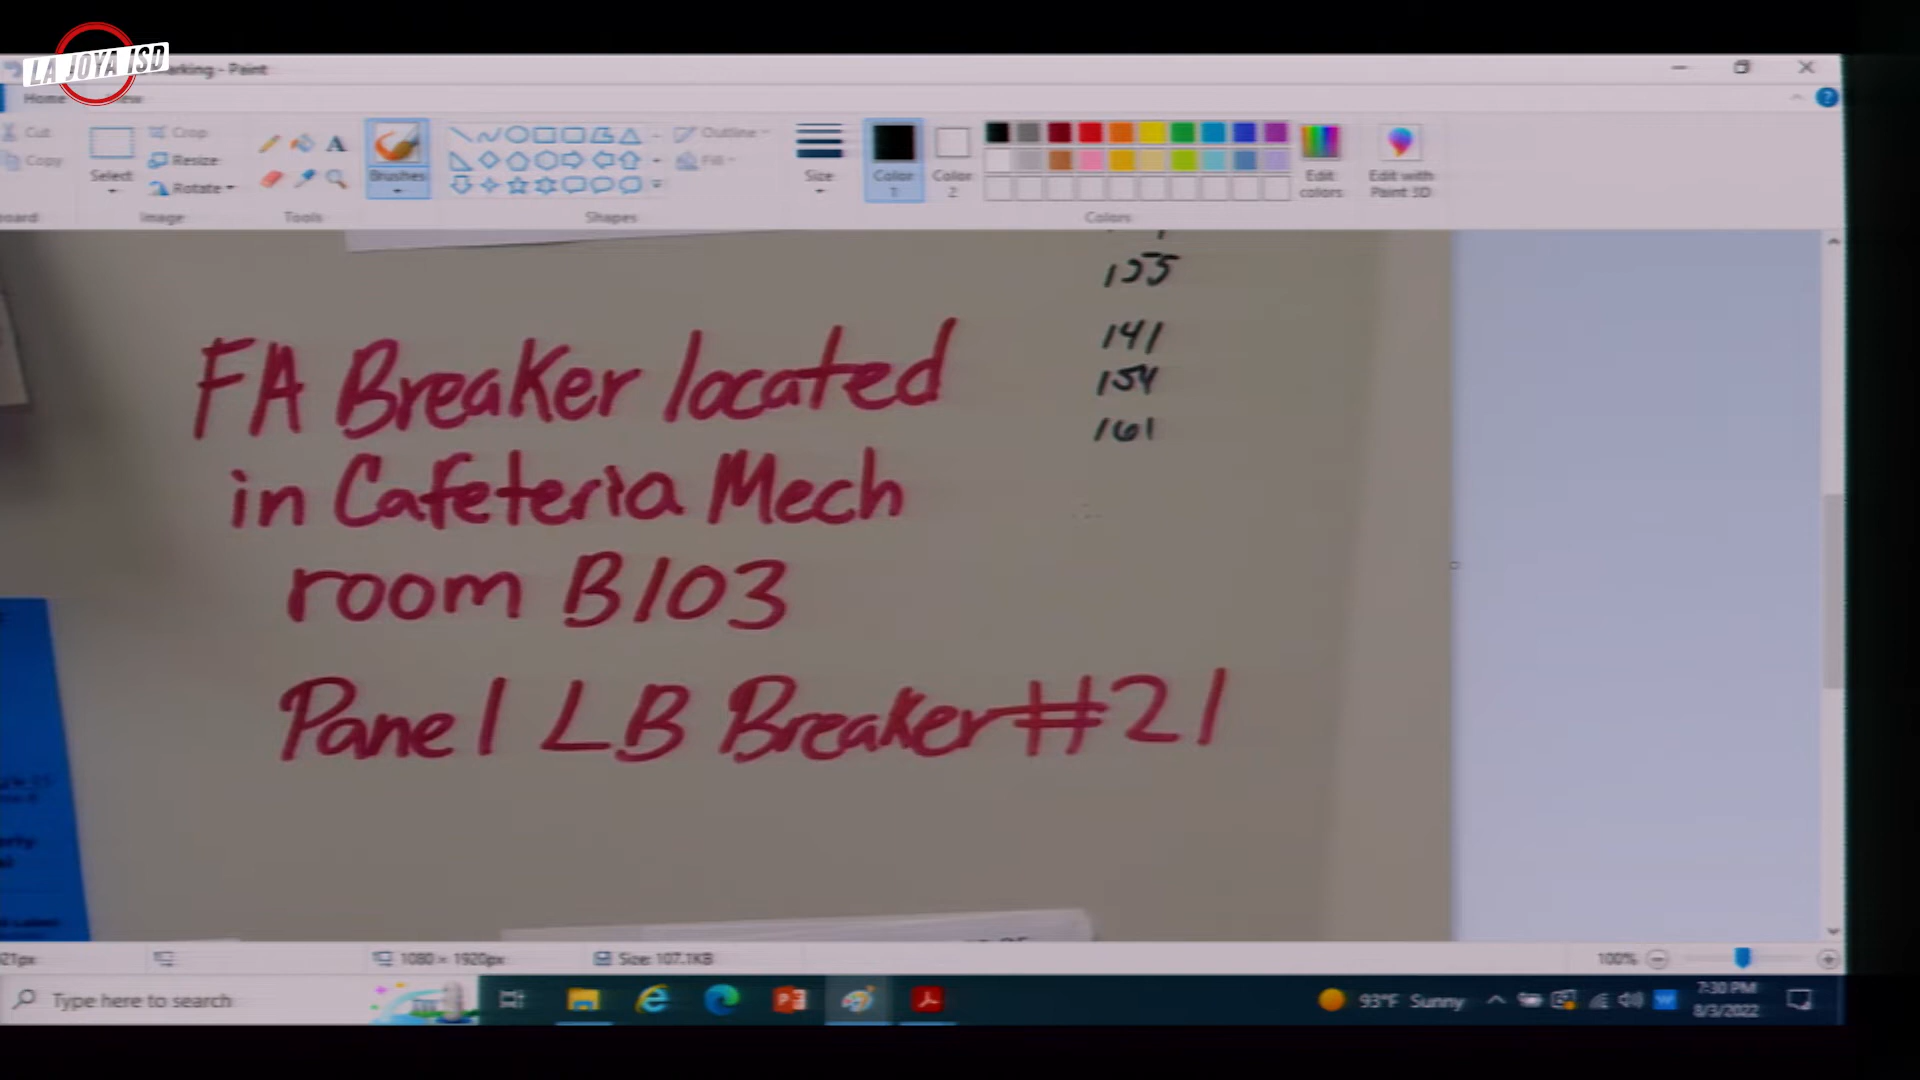 LA JOYA ISD
arking - Paint
Home View
Cut
Copy
Select
Crop
Resize
Rotate
Image
Tools
Brushes
Shapes
Outline
Fill
Size
Color 1
Color 2
Colors
Edit colors
Edit with Paint 3D
141
154
161
FA Breaker located
in Cafeteria Mech
room B103
Panel LB Breaker #21
21px
1080 × 1920px
Size: 107.1KB
100%
Type here to search
93°F Sunny
7:30 PM
8/3/2022